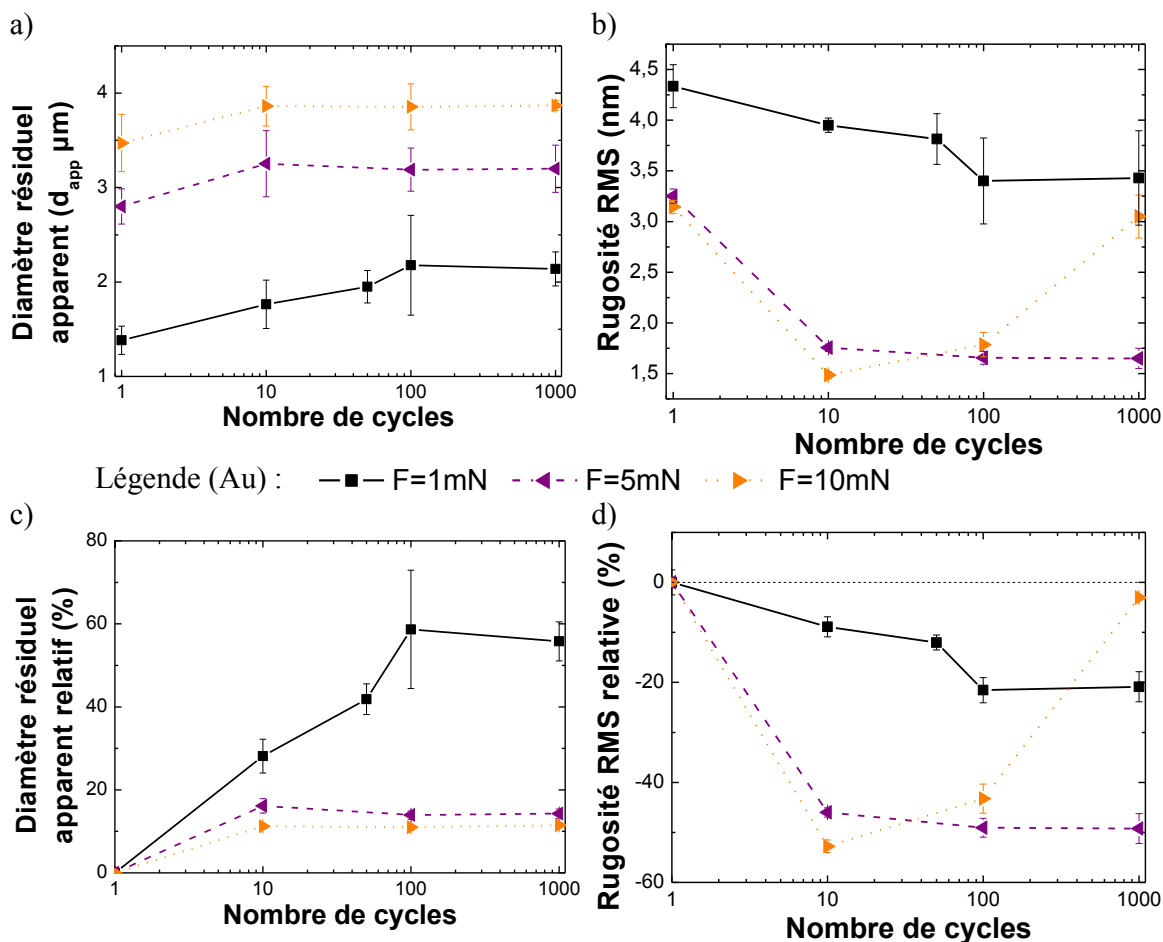 a)
Diamètre résiduel
apparent (d_app µm)
4
3
2
1
1
10
100
1000
Nombre de cycles
b)
Rugosité RMS (nm)
4,5
4,0
3,5
3,0
2,5
2,0
1,5
1
10
100
1000
Nombre de cycles
Légende (Au) : F=1mN F=5mN F=10mN
c)
Diamètre résiduel
apparent relatif (%)
80
60
40
20
0
1
10
100
1000
Nombre de cycles
d)
Rugosité RMS relative (%)
0
-20
-40
-60
1
10
100
1000
Nombre de cycles